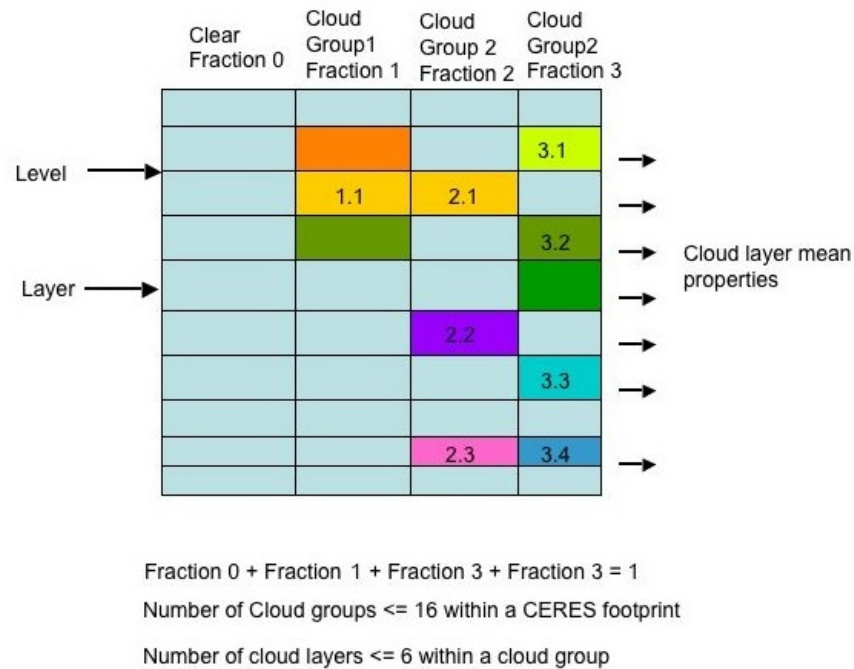 Clear
Fraction 0
Cloud
Group1
Fraction 1
Cloud
Group 2
Fraction 2
Cloud
Group2
Fraction 3
3.1
Level
1.1
2.1
3.2
Cloud layer mean
properties
Layer
2.2
3.3
2.3
3.4
Fraction 0 + Fraction 1 + Fraction 3 + Fraction 3 = 1
Number of Cloud groups <= 16 within a CERES footprint
Number of cloud layers <= 6 within a cloud group